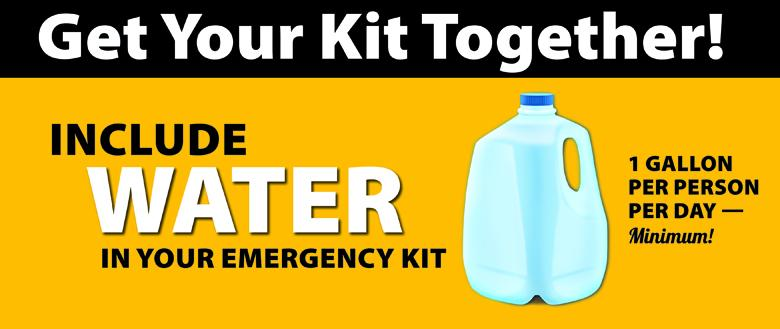 Get Your Kit Together!
INCLUDE
WATER
IN YOUR EMERGENCY KIT
1 GALLON
PER PERSON
PER DAY —
Minimum!